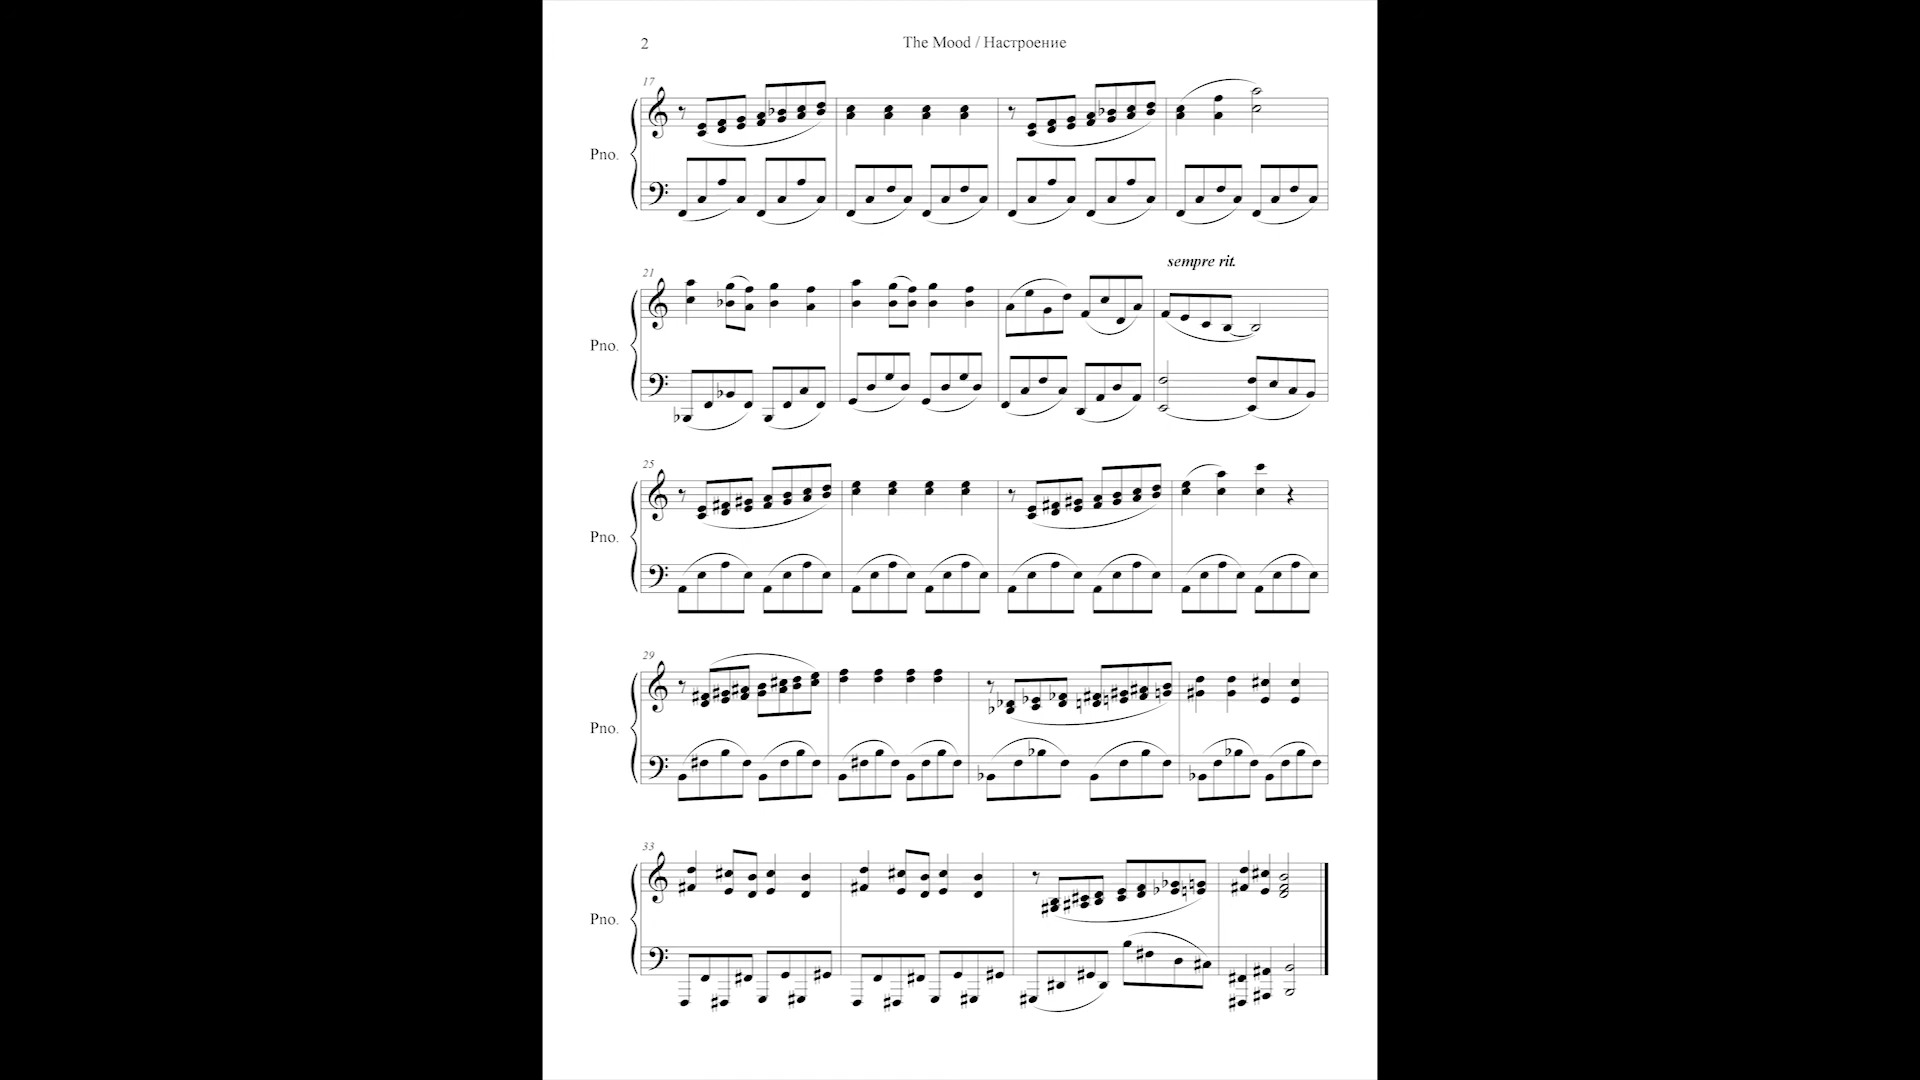 2
The Mood / Настроение
17
Pno.
21
sempre rit.
Pno.
25
Pno.
29
Pno.
33
Pno.